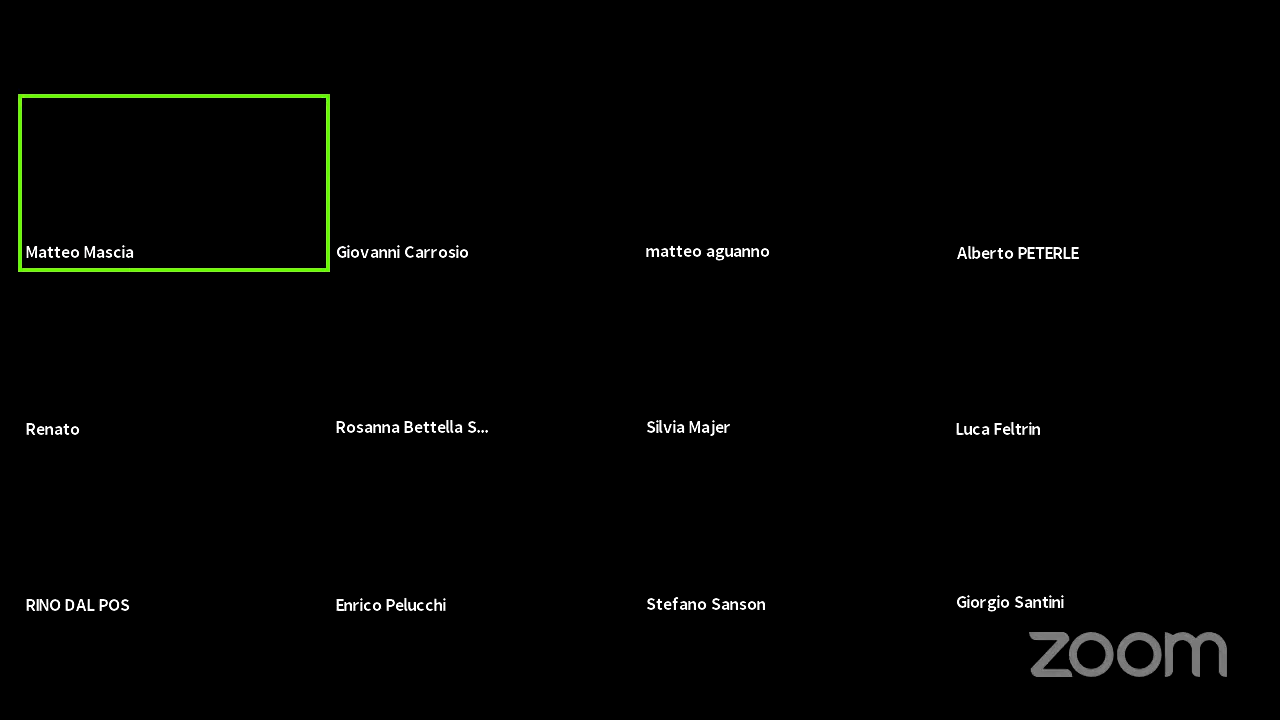 Matteo Mascia
Giovanni Carrosio
matteo aguanno
Alberto PETERLE
Renato
Rosanna Bettella S...
Silvia Majer
Luca Feltrin
RINO DAL POS
Enrico Pelucchi
Stefano Sanson
Giorgio Santini
zoom